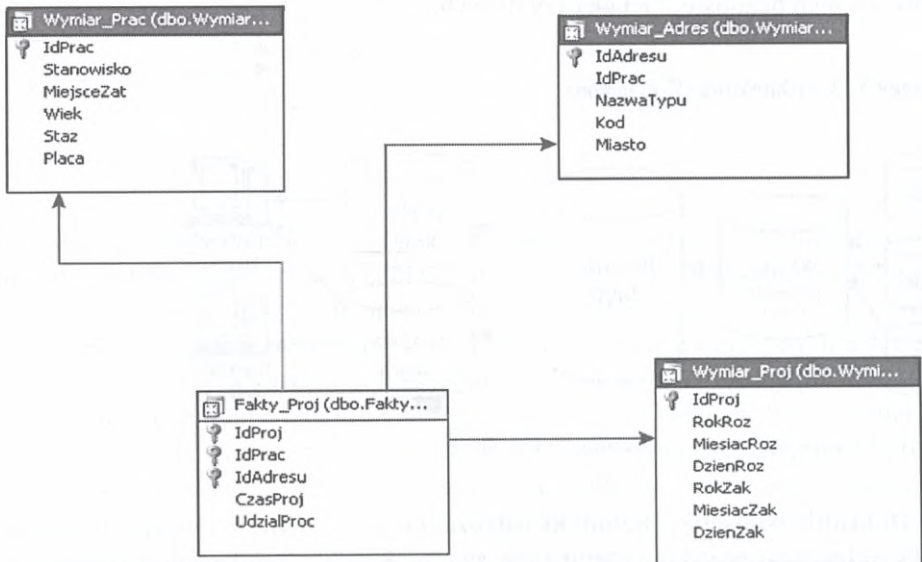 Wymiar_Prac (dbo.Wymiar...
IdPrac
Stanowisko
MiejsceZat
Wiek
Staz
Placa
Wymiar_Adres (dbo.Wymiar...
IdAdresu
IdPrac
NazwaTypu
Kod
Miasto
Fakty_Proj (dbo.Fakty...
IdProj
IdPrac
IdAdresu
CzasProj
UdzialProc
Wymiar_Proj (dbo.Wymi...
IdProj
RokRoz
MiesiacRoz
DzienRoz
RokZak
MiesiacZak
DzienZak